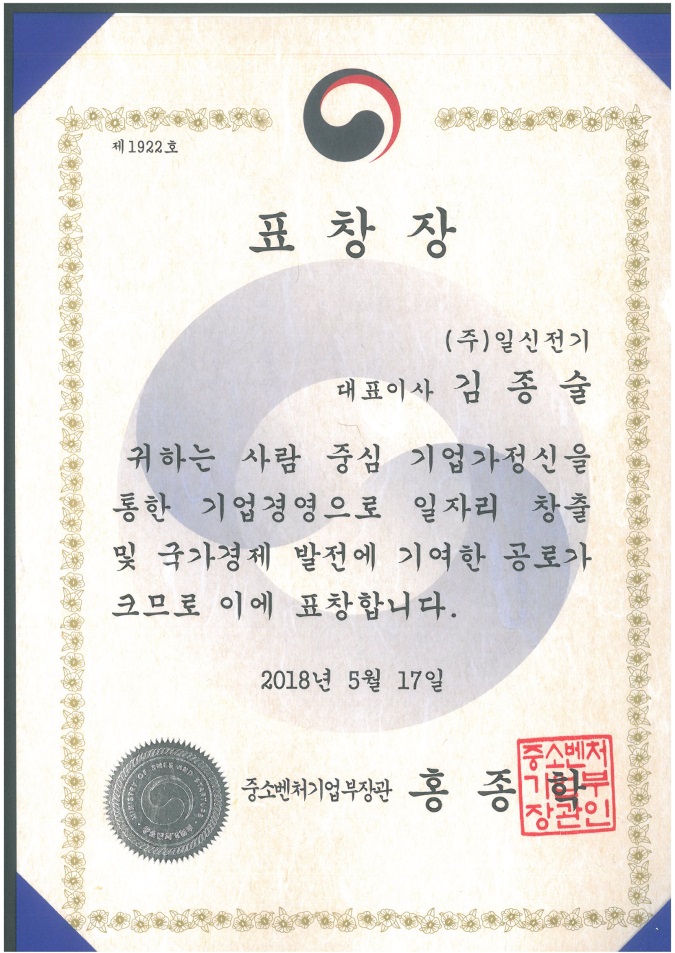 제1922호
표창장
(주)일신전기
대표이사 김종술
귀하는 사람 중심 기업가정신을
통한 기업경영으로 일자리 창출
및 국가경제 발전에 기여한 공로가
크므로 이에 표창합니다.
2018년 5월 17일
중소벤처기업부장관 홍종학
중소벤처
기업부
장관인
MINISTRY OF SMES AND STARTUPS